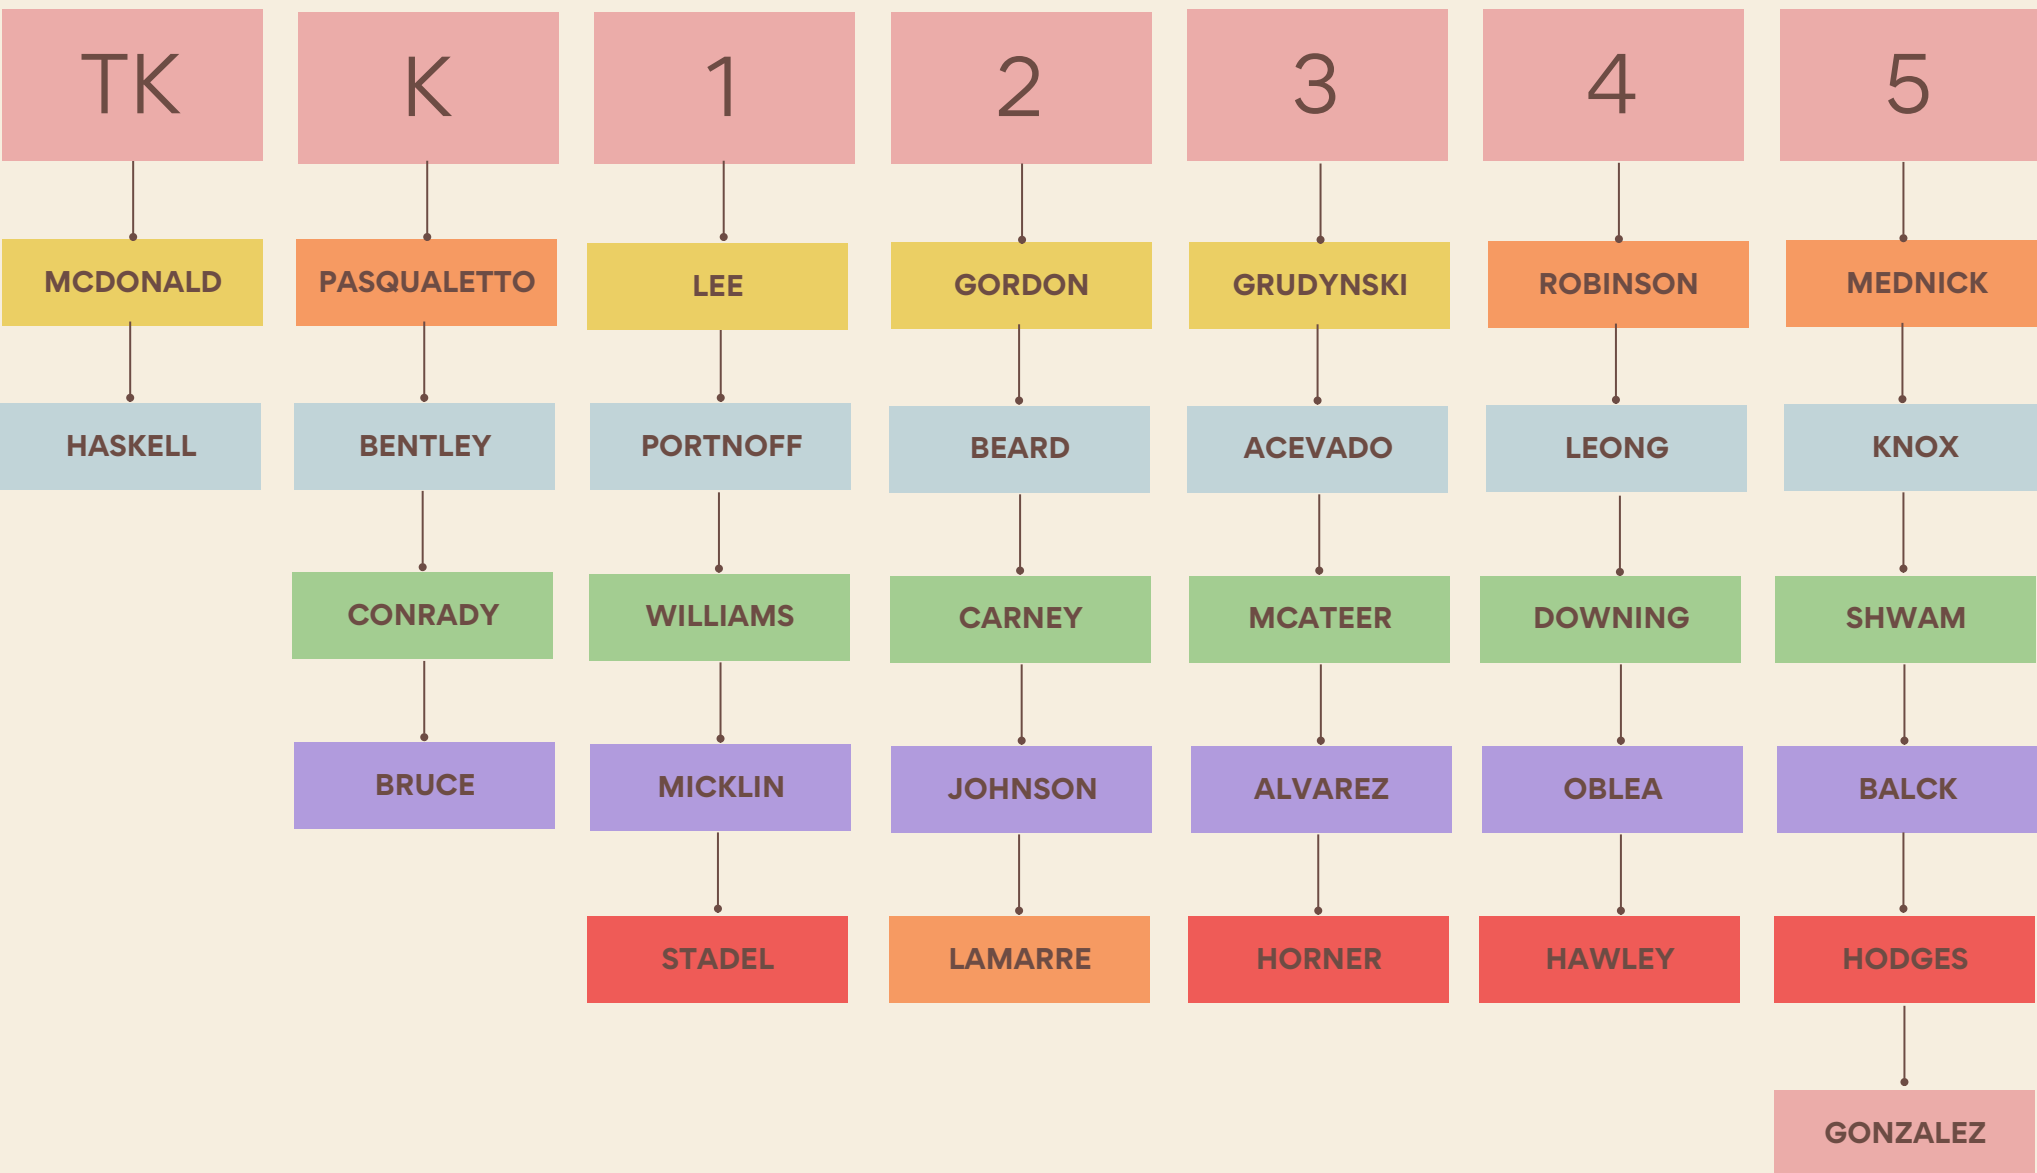 TK
K
1
2
3
4
5
MCDONALD
PASQUALETTO
LEE
GORDON
GRUDYNSKI
ROBINSON
MEDNICK
HASKELL
BENTLEY
PORTNOFF
BEARD
ACEVADO
LEONG
KNOX
CONRADY
WILLIAMS
CARNEY
MCATEER
DOWNING
SHWAM
BRUCE
MICKLIN
JOHNSON
ALVAREZ
OBLEA
BALCK
STADEL
LAMARRE
HORNER
HAWLEY
HODGES
GONZALEZ